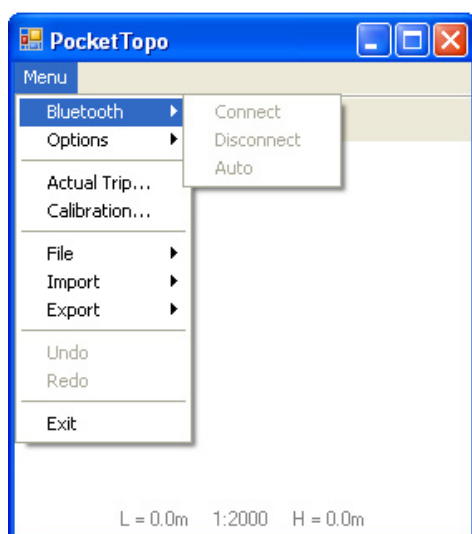 PocketTopo
Menu
Bluetooth
Connect
Options
Disconnect
Auto
Actual Trip...
Calibration...
File
Import
Export
Undo
Redo
Exit
L = 0.0m 1:2000 H = 0.0m